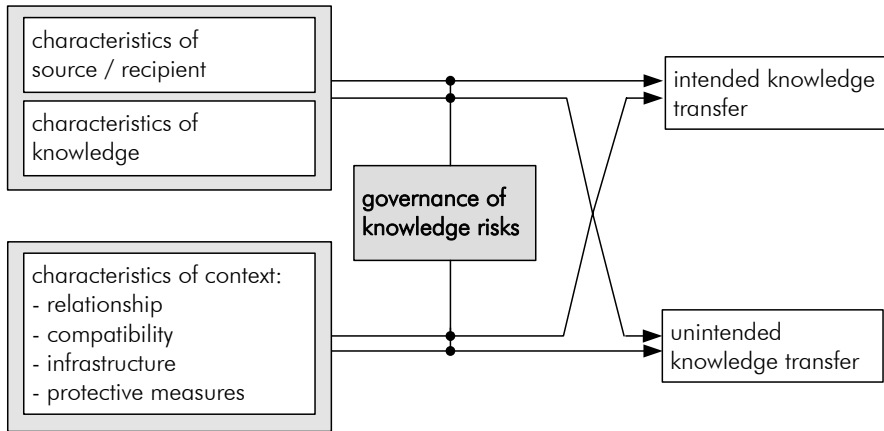 characteristics of
source / recipient
characteristics of
knowledge
governance of
knowledge risks
characteristics of context:
- relationship
- compatibility
- infrastructure
- protective measures
intended knowledge
transfer
unintended
knowledge transfer